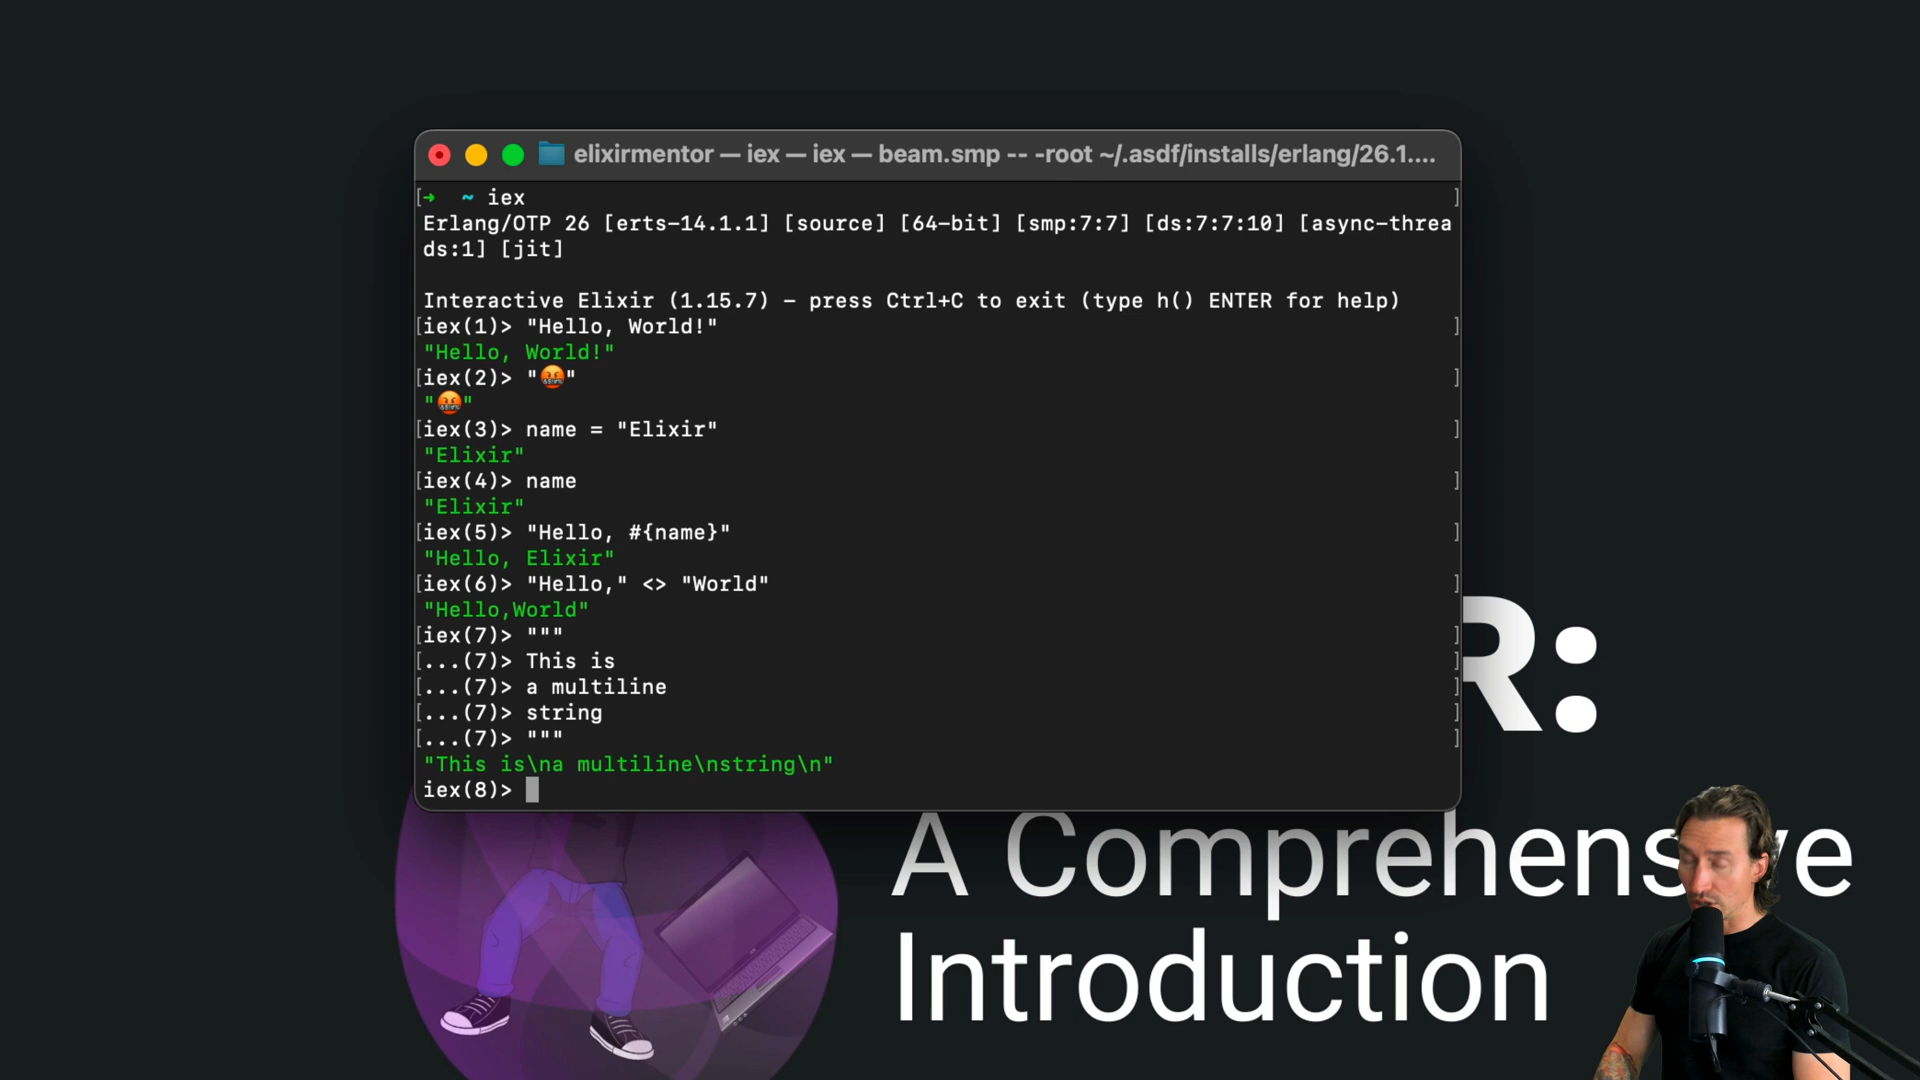 elixirmentor — iex — iex — beam.smp -- -root ~/.asdf/installs/erlang/26.1....
[➜  ~ iex ]
Erlang/OTP 26 [erts-14.1.1] [source] [64-bit] [smp:7:7] [ds:7:7:10] [async-threa
ds:1] [jit]
Interactive Elixir (1.15.7) - press Ctrl+C to exit (type h() ENTER for help)
[iex(1)> "Hello, World!" ]
"Hello, World!"
[iex(2)> "🤬" ]
"🤬"
[iex(3)> name = "Elixir" ]
"Elixir"
[iex(4)> name ]
"Elixir"
[iex(5)> "Hello, #{name}" ]
"Hello, Elixir"
[iex(6)> "Hello," <> "World" ]
"Hello,World"
[iex(7)> """ ]
[...(7)> This is ]
[...(7)> a multiline ]
[...(7)> string ]
[...(7)> """ ]
"This is\na multiline\nstring\n"
iex(8)>
R:
A Comprehensive
Introduction